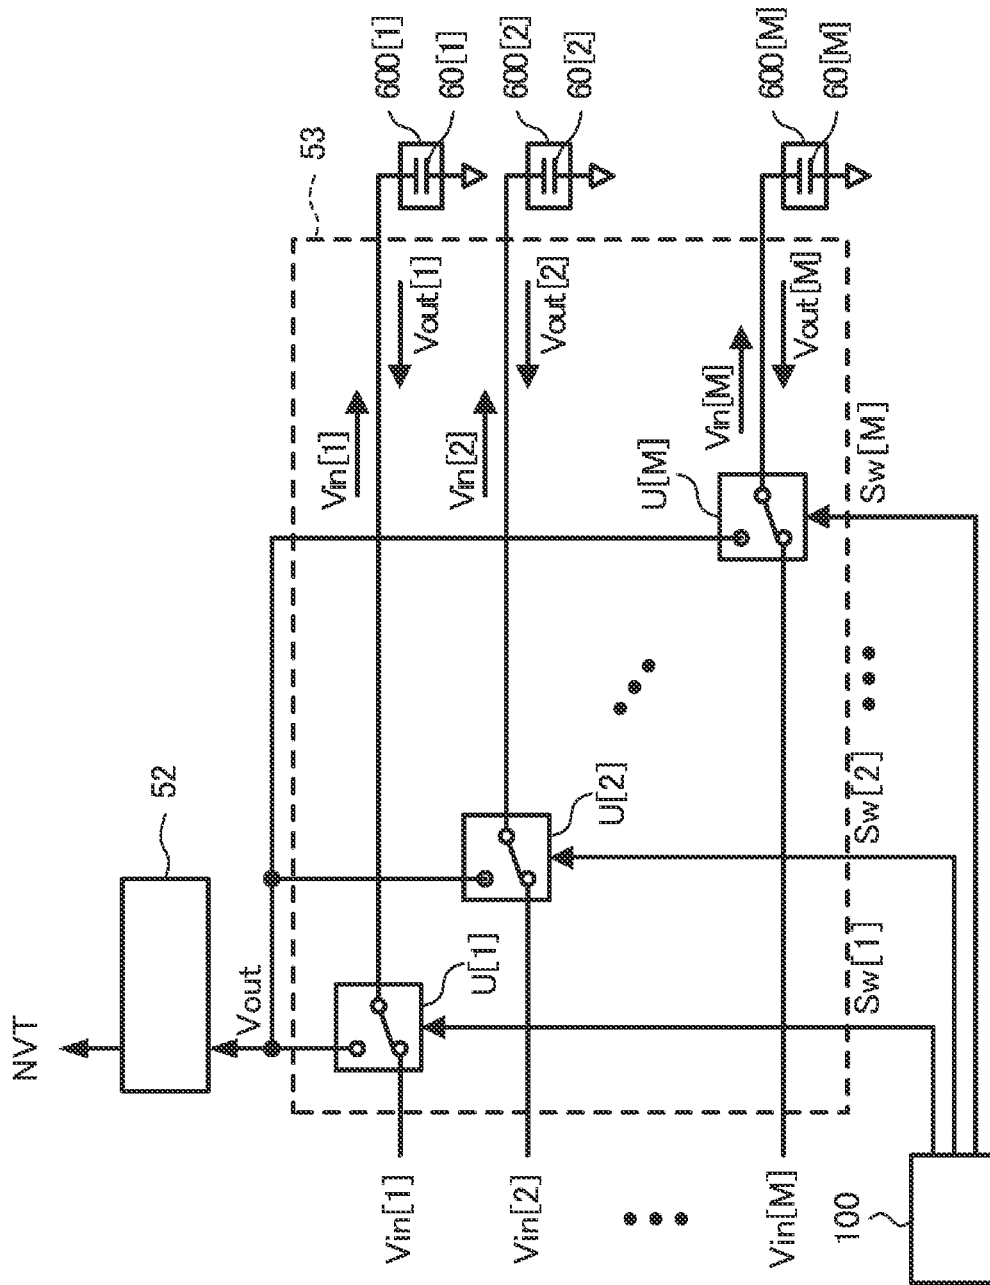 NVT
52
Vout
53
600[1]
60[1]
Vin[1]
Vout[1]
U[1]
Vin[1]
600[2]
60[2]
Vin[2]
Vout[2]
U[2]
Vin[2]
600[M]
60[M]
Vin[M]
Vout[M]
U[M]
Vin[M]
Sw[1]
Sw[2]
Sw[M]
100